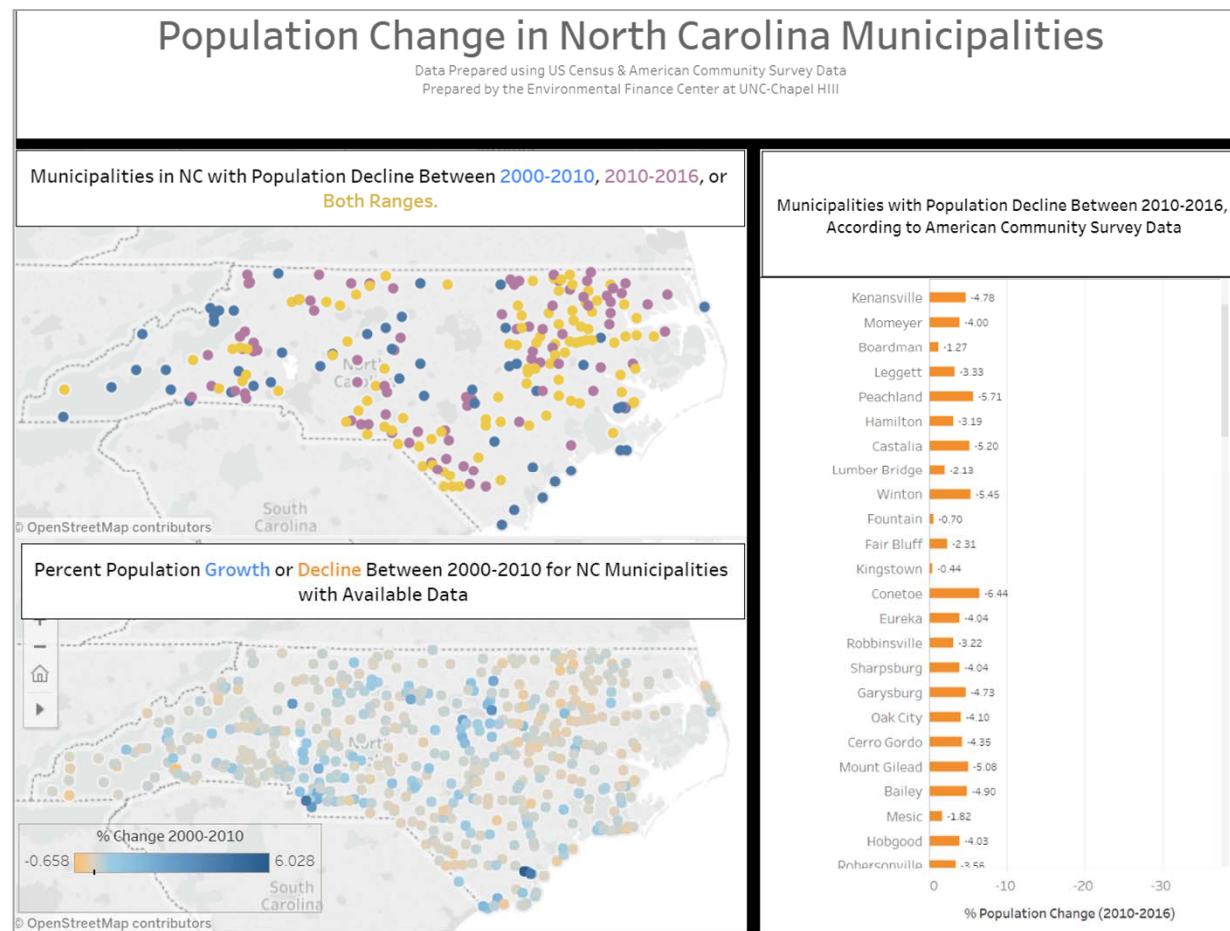 Population Change in North Carolina Municipalities
Data Prepared using US Census & American Community Survey Data
Prepared by the Environmental Finance Center at UNC-Chapel HIll
Municipalities in NC with Population Decline Between 2000-2010, 2010-2016, or
Both Ranges.
North
Carolina
South
Carolina
© OpenStreetMap contributors
Percent Population Growth or Decline Between 2000-2010 for NC Municipalities
with Available Data
+
−
North
% Change 2000-2010
-0.658 6.028
South
Carolina
© OpenStreetMap contributors
Municipalities with Population Decline Between 2010-2016,
According to American Community Survey Data
Kenansville -4.78
Momeyer -4.00
Boardman -1.27
Leggett -3.33
Peachland -5.71
Hamilton -3.19
Castalia -5.20
Lumber Bridge -2.13
Winton -5.45
Fountain -0.70
Fair Bluff -2.31
Kingstown -0.44
Conetoe -6.44
Eureka -4.04
Robbinsville -3.22
Sharpsburg -4.04
Garysburg -4.73
Oak City -4.10
Cerro Gordo -4.35
Mount Gilead -5.08
Bailey -4.90
Mesic -1.82
Hobgood -4.03
Robersonville -3.56
0 -10 -20 -30
% Population Change (2010-2016)